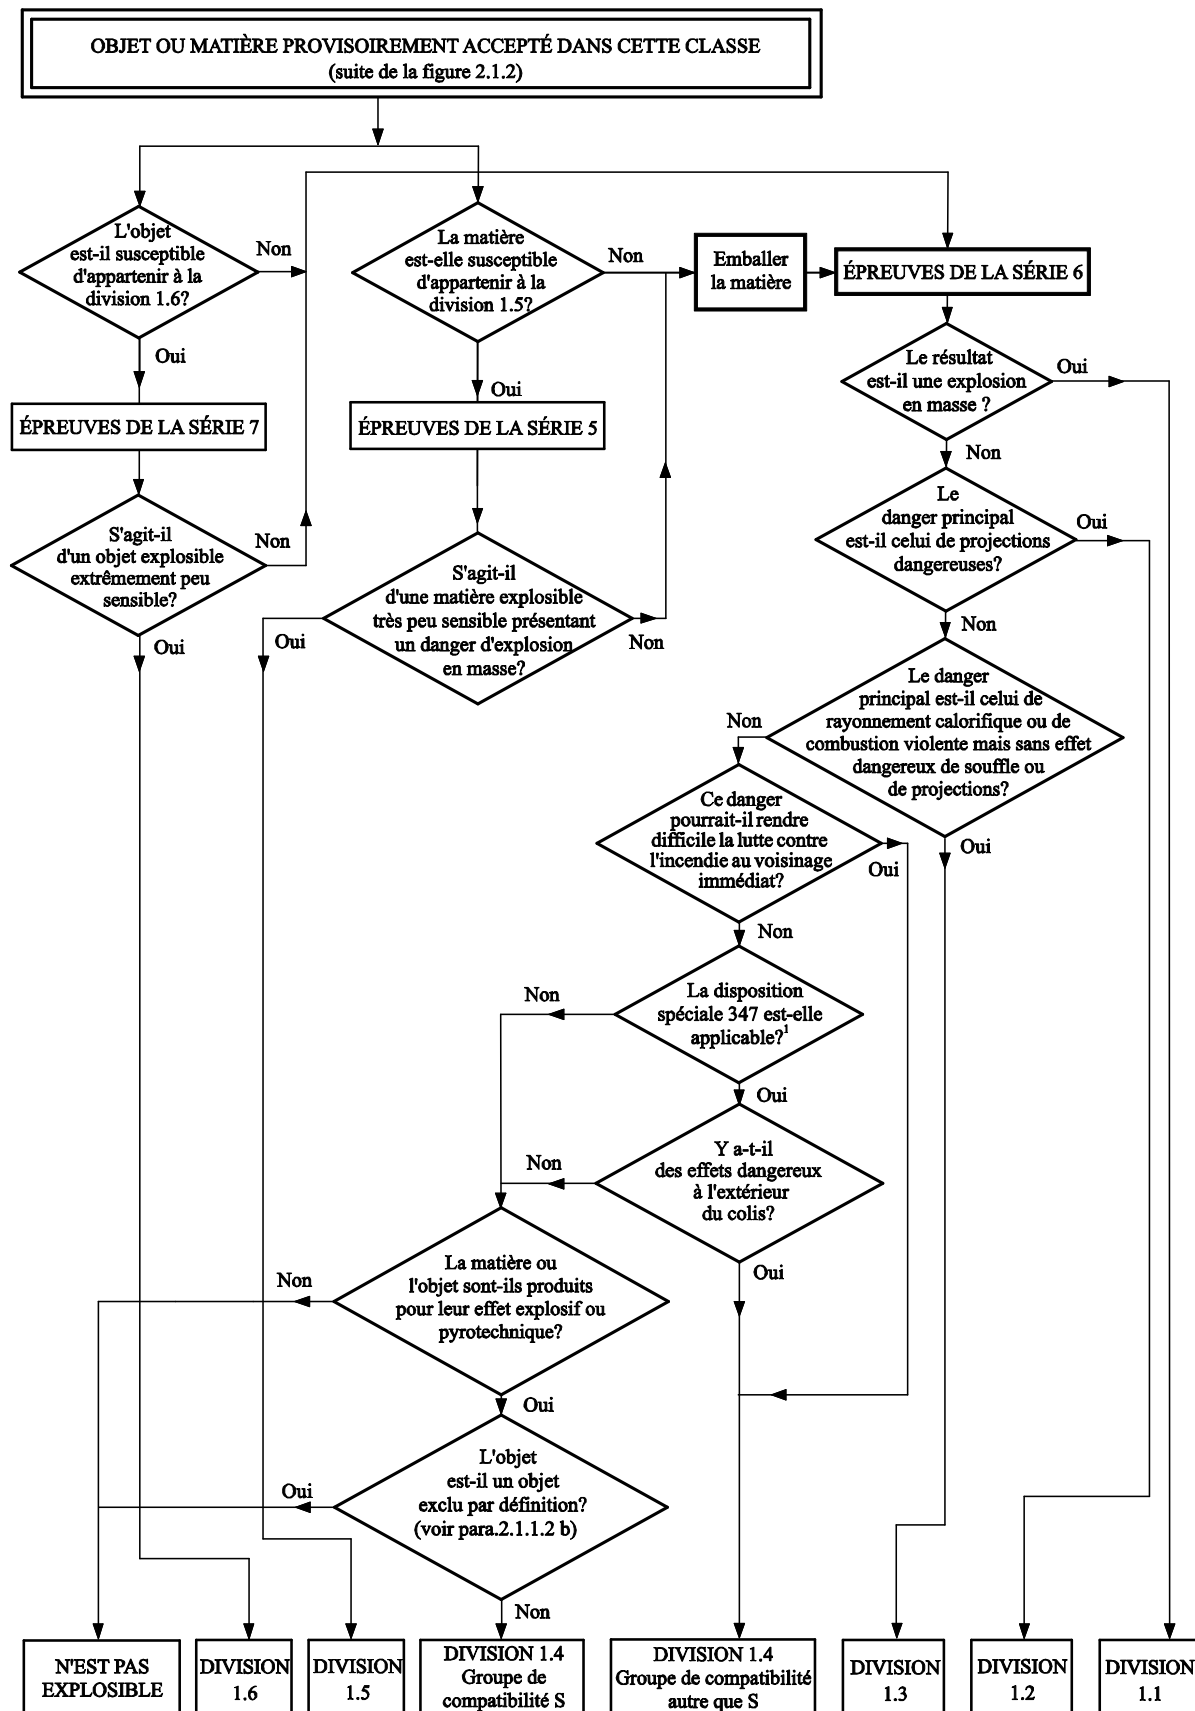 OBJET OU MATIÈRE PROVISOIREMENT ACCEPTÉ DANS CETTE CLASSE
(suite de la figure 2.1.2)
L'objet
est-il susceptible
d'appartenir à la
division 1.6?
Non
Oui
La matière
est-elle susceptible
d'appartenir à la
division 1.5?
Non
Oui
Emballer
la matière
ÉPREUVES DE LA SÉRIE 6
Le résultat
est-il une explosion
en masse ?
Oui
Non
ÉPREUVES DE LA SÉRIE 7
ÉPREUVES DE LA SÉRIE 5
Le
danger principal
est-il celui de projections
dangereuses?
Oui
Non
S'agit-il
d'un objet explosible
extrêmement peu
sensible?
Non
Oui
S'agit-il
d'une matière explosible
très peu sensible présentant
un danger d'explosion
en masse?
Oui
Non
Le danger
principal est-il celui de
rayonnement calorifique ou de
combustion violente mais sans effet
dangereux de souffle ou
de projections?
Non
Oui
Ce danger
pourrait-il rendre
difficile la lutte contre
l'incendie au voisinage
immédiat?
Oui
Non
La disposition
spéciale 347 est-elle
applicable?¹
Non
Oui
Y a-t-il
des effets dangereux
à l'extérieur
du colis?
Non
Oui
La matière ou
l'objet sont-ils produits
pour leur effet explosif ou
pyrotechnique?
Non
Oui
L'objet
est-il un objet
exclu par définition?
(voir para.2.1.1.2 b)
Oui
Non
N'EST PAS
EXPLOSIBLE
DIVISION
1.6
DIVISION
1.5
DIVISION 1.4
Groupe de
compatibilité S
DIVISION 1.4
Groupe de compatibilité
autre que S
DIVISION
1.3
DIVISION
1.2
DIVISION
1.1